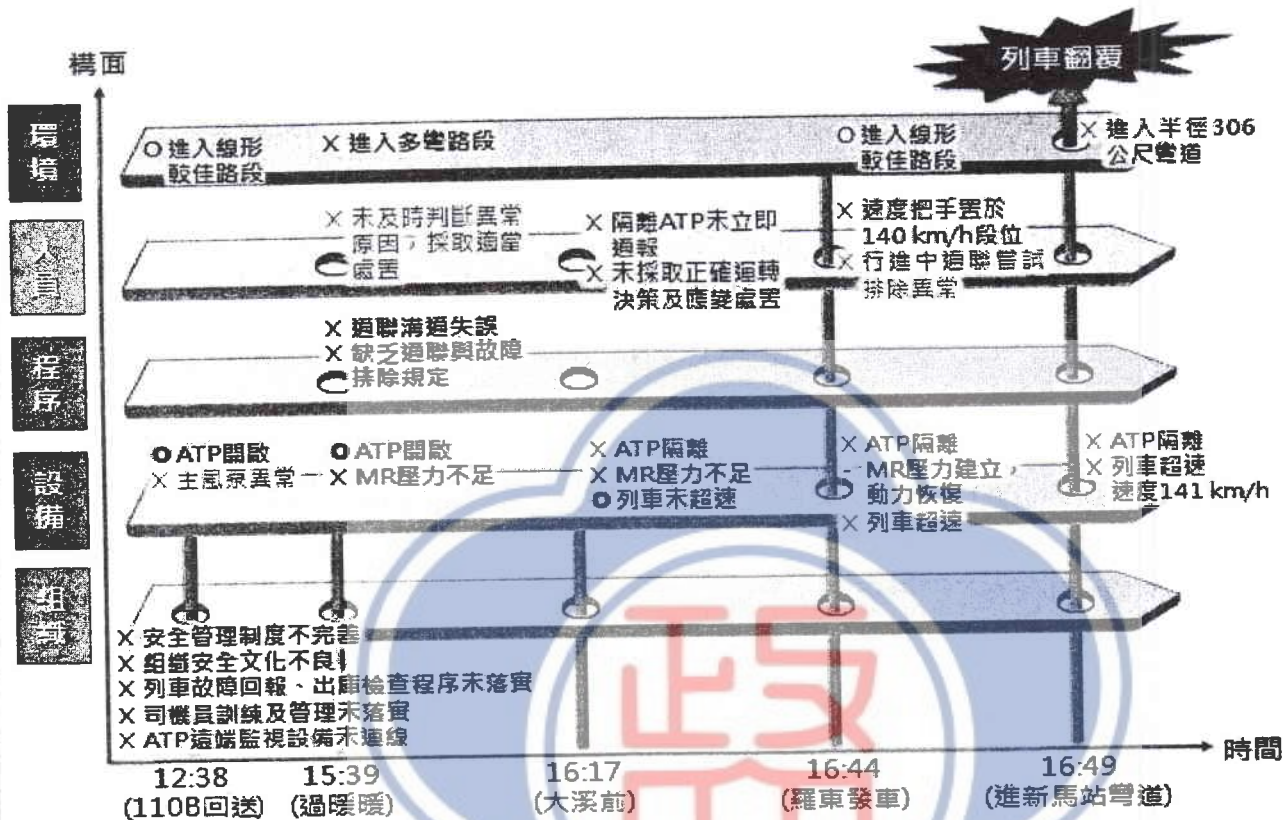 構面
列車翻覆
環境
○ 進入線形
較佳路段
× 進入多彎路段
○ 進入線形
較佳路段
× 進入半徑306
公尺彎道
人員
× 未及時判斷異常
原因，採取適當
處置
× 隔離ATP未立即
通報
× 未採取正確運轉
決策及應變處置
× 速度把手置於
140 km/h段位
× 行進中通聯嘗試
排除異常
程序
× 通聯溝通失誤
× 缺乏通聯與故障
排除規定
設備
○ ATP開啟
× 主風泵異常
○ ATP開啟
× MR壓力不足
× ATP隔離
× MR壓力不足
○ 列車未超速
× ATP隔離
- MR壓力建立，
動力恢復
× 列車超速
× ATP隔離
× 列車超速
速度141 km/h
組織
× 安全管理制度不完善
× 組織安全文化不良
× 列車故障回報、出庫檢查程序未落實
× 司機員訓練及管理未落實
× ATP遠端監視設備未連線
時間
12:38
(110B回送)
15:39
(過暖暖)
16:17
(大溪前)
16:44
(羅車發車)
16:49
(進新馬站彎道)
政